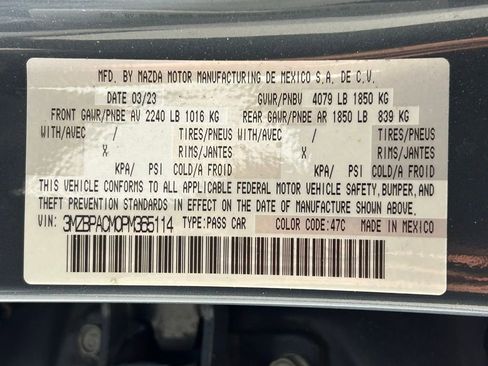 MFD. BY MAZDA MOTOR MANUFACTURING DE MEXICO S.A. DE C.V.
DATE 03/23 GVWR/PNBV 4079 LB 1850 KG
FRONT GAWR/PNBE AV 2240 LB 1016 KG REAR GAWR/PNBE AR 1850 LB 839 KG
WITH/AVEC / TIRES/PNEUS WITH/AVEC / TIRES/PNEUS
X RIMS/JANTES X RIMS/JANTES
KPA/ PSI COLD/A FROID KPA/ PSI COLD/A FROID
THIS VEHICLE CONFORMS TO ALL APPLICABLE FEDERAL MOTOR VEHICLE SAFETY, BUMPER, AND
THEFT PREVENTION STANDARDS IN EFFECT ON THE DATE OF MANUFACTURE SHOWN ABOVE.
VIN: 3MZBPACM0PM365114 TYPE:PASS CAR COLOR CODE:47C MADE IN MEXICO